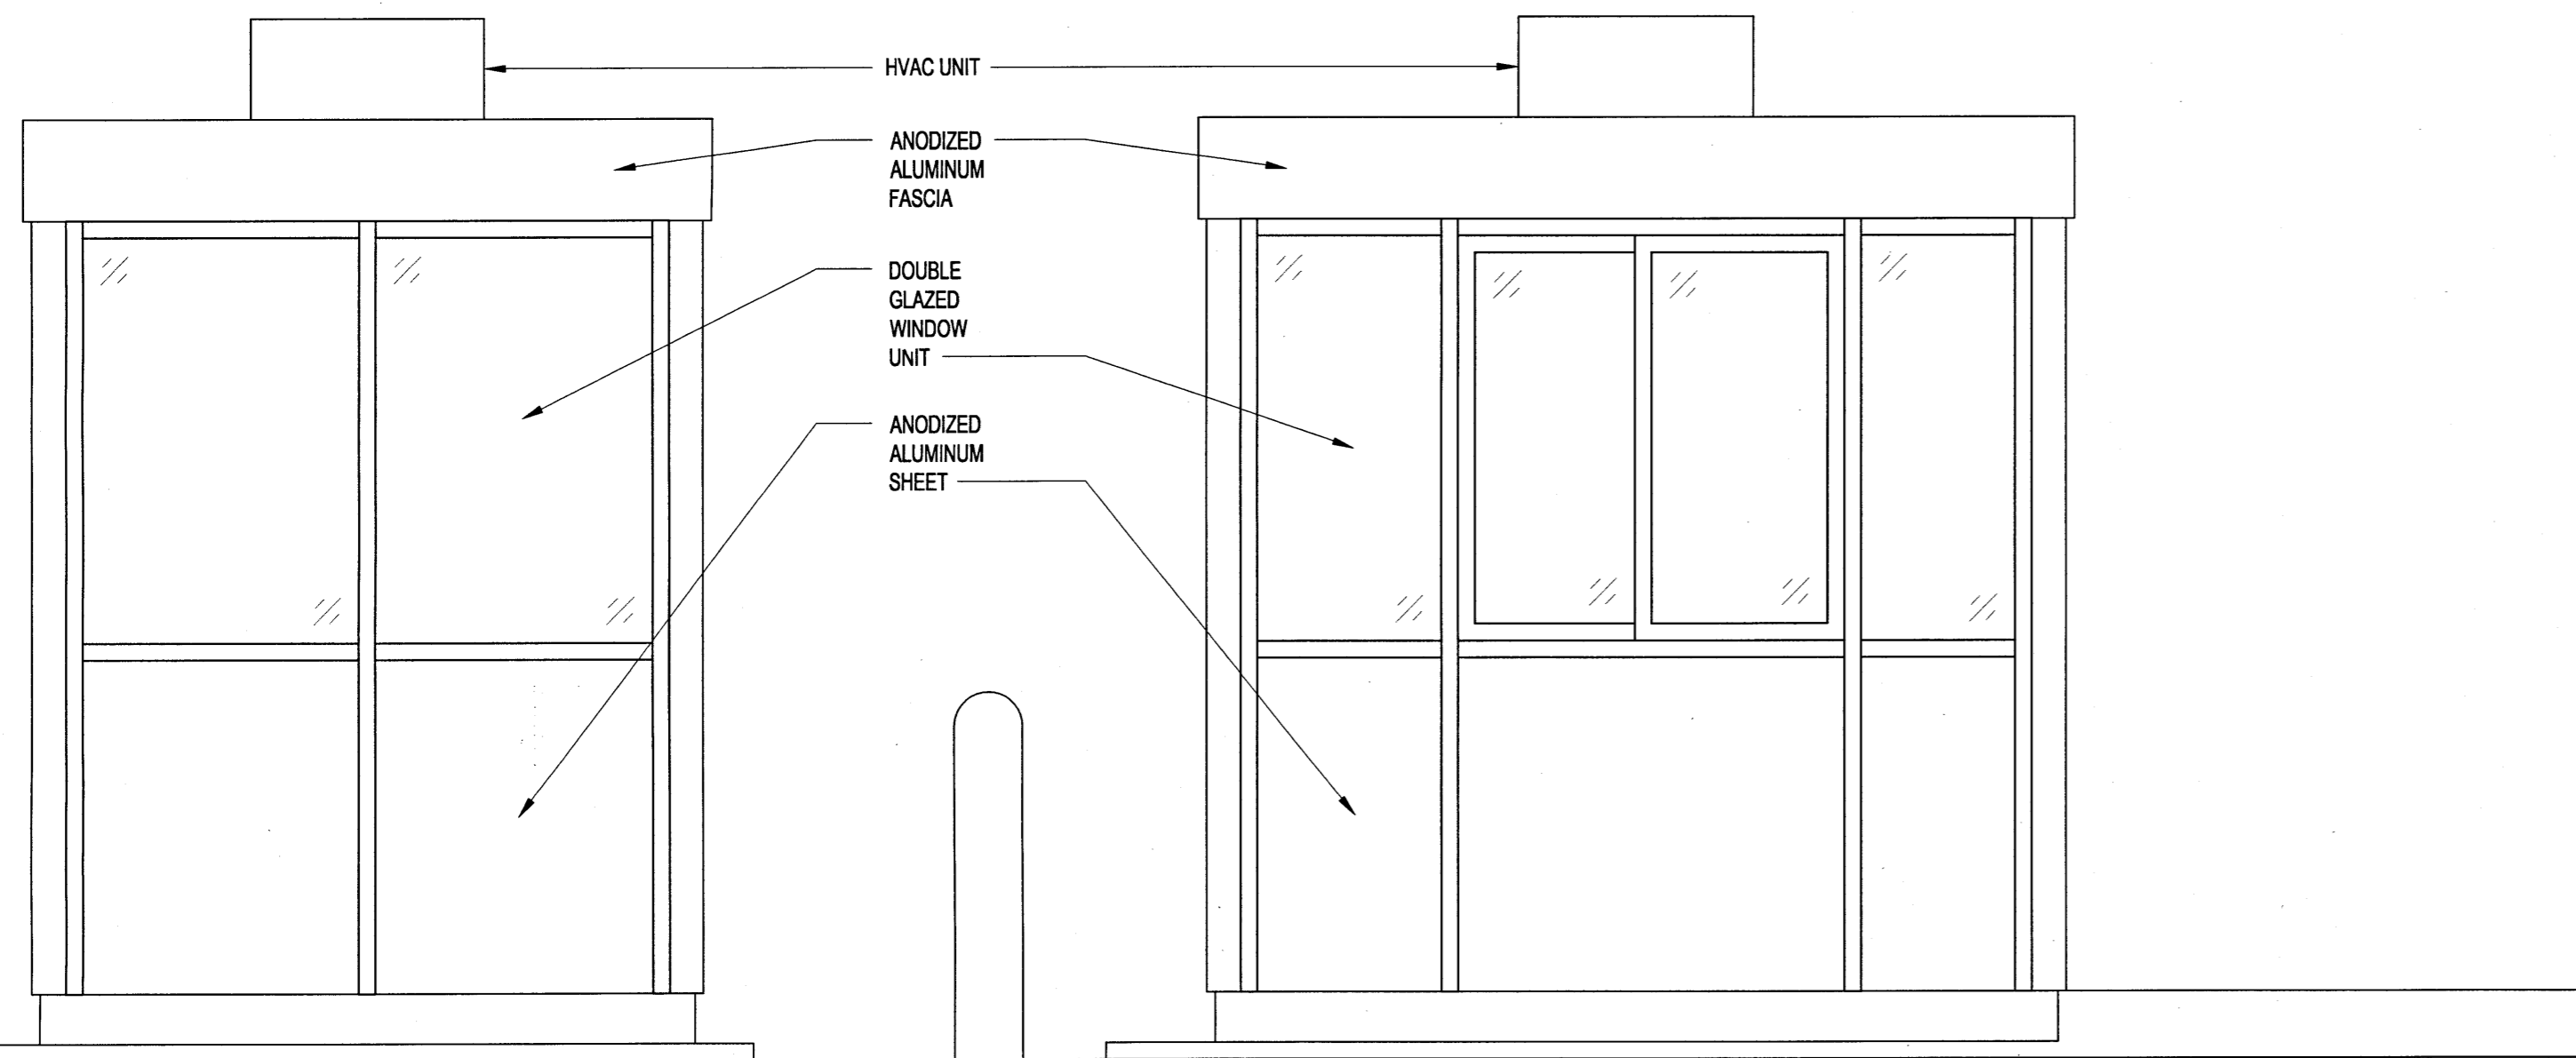 HVAC UNIT
ANODIZED
ALUMINUM
FASCIA
DOUBLE
GLAZED
WINDOW
UNIT
ANODIZED
ALUMINUM
SHEET